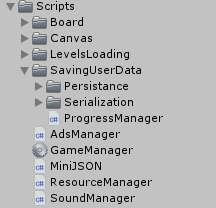 Scripts
Board
Canvas
LevelsLoading
SavingUserData
Persistance
Serialization
ProgressManager
AdsManager
GameManager
MiniJSON
ResourceManager
SoundManager